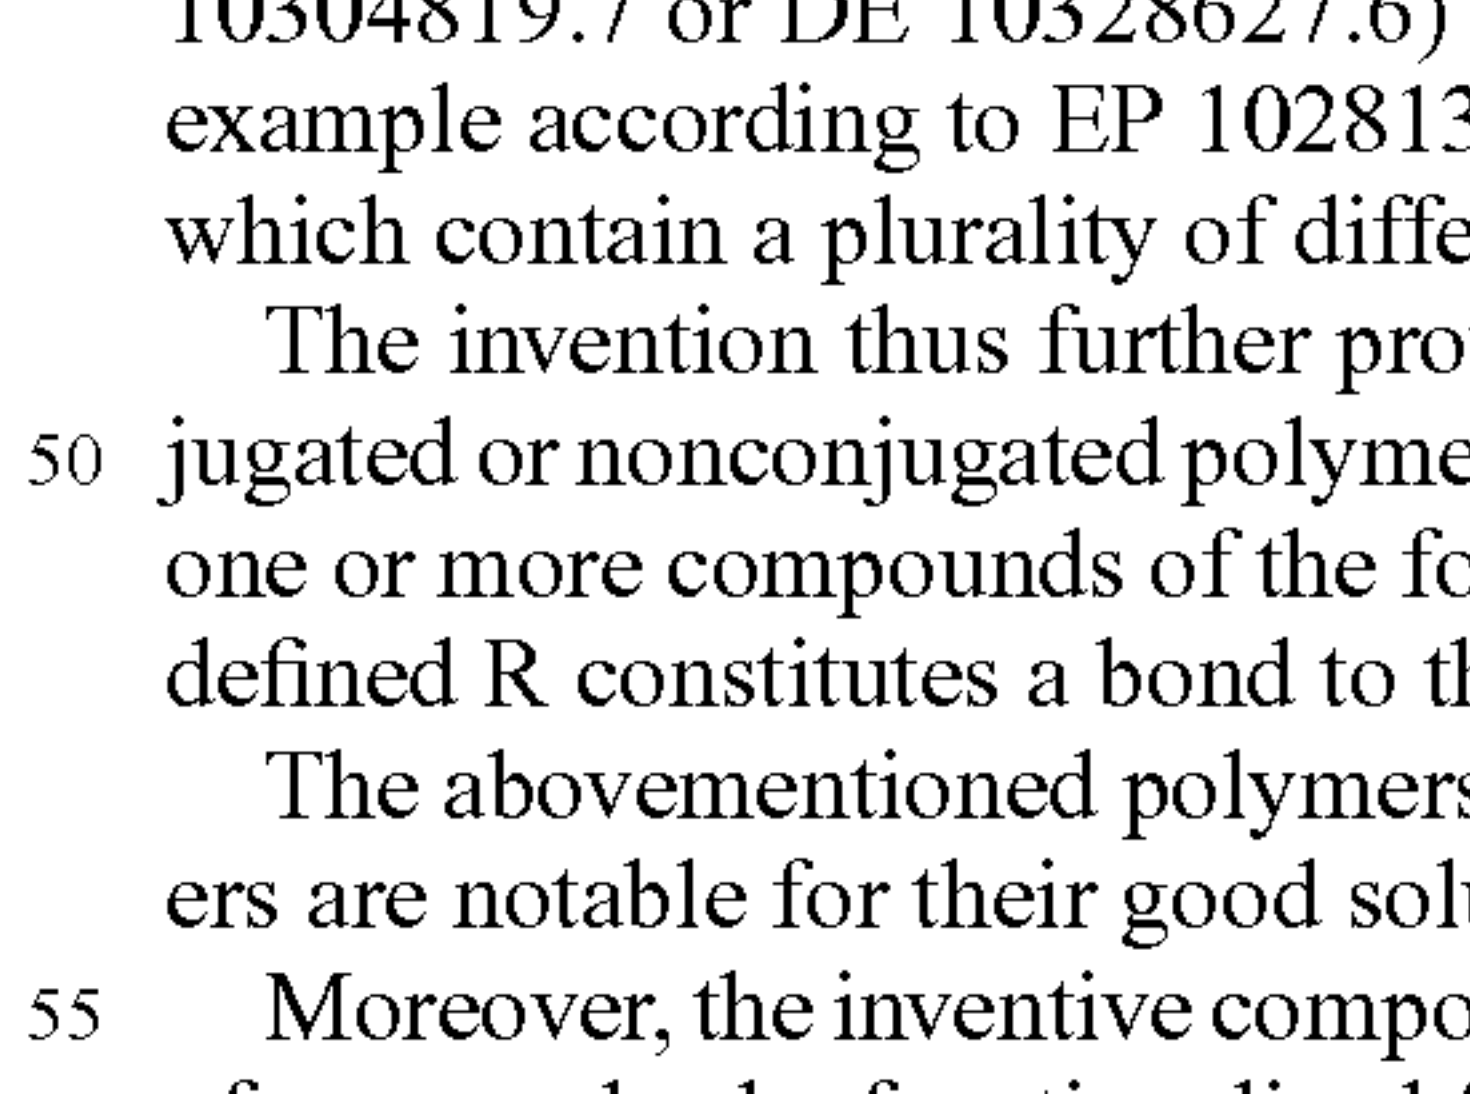 10304819.7 or DE 10328627.6)
example according to EP 102813
which contain a plurality of diffe
The invention thus further pro
50 jugated or nonconjugated polyme
one or more compounds of the fo
defined R constitutes a bond to th
The abovementioned polymers
ers are notable for their good sol
55 Moreover, the inventive compo